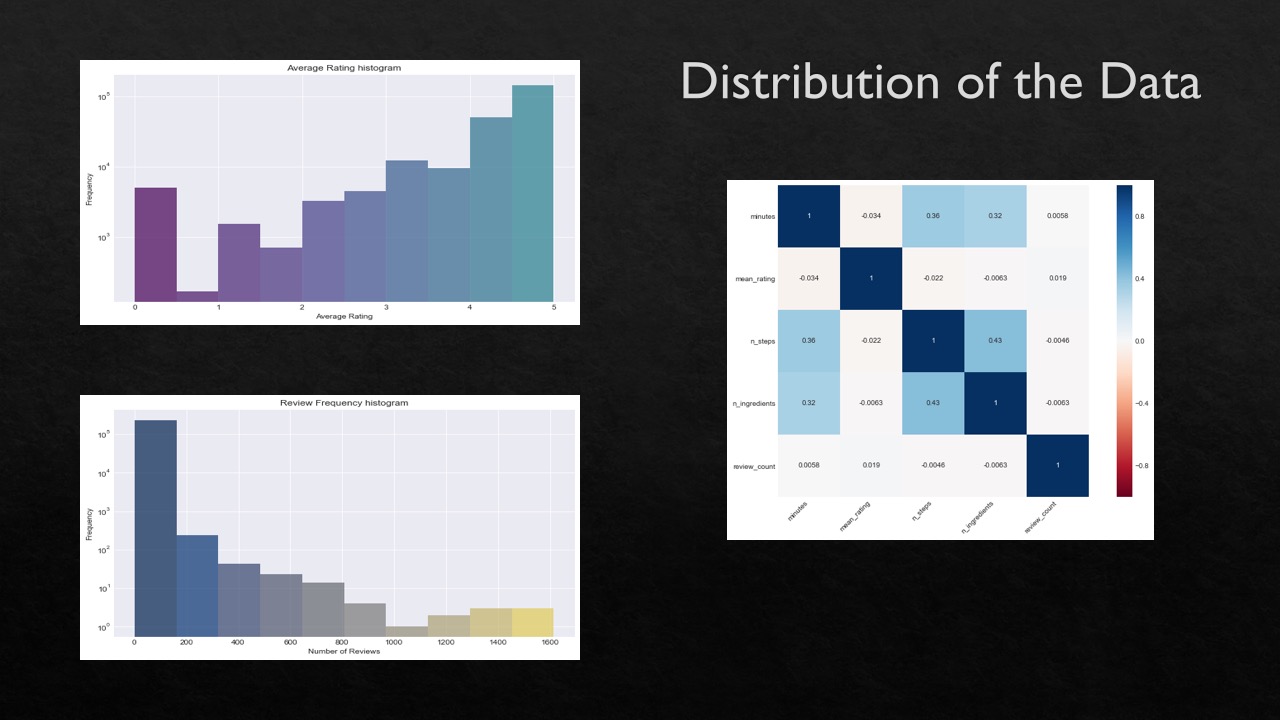 Distribution of the Data
Average Rating histogram
Frequency
10^5
10^4
10^3
0 1 2 3 4 5
Average Rating
Review Frequency histogram
Frequency
10^5
10^4
10^3
10^2
10^1
10^0
0 200 400 600 800 1000 1200 1400 1600
Number of Reviews
minutes 1 -0.034 0.36 0.32 0.0058
mean_rating -0.034 1 -0.022 -0.0063 0.019
n_steps 0.36 -0.022 1 0.43 -0.0046
n_ingredients 0.32 -0.0063 0.43 1 -0.0063
review_count 0.0058 0.019 -0.0046 -0.0063 1
minutes mean_rating n_steps n_ingredients review_count
0.8
0.4
0.0
−0.4
−0.8